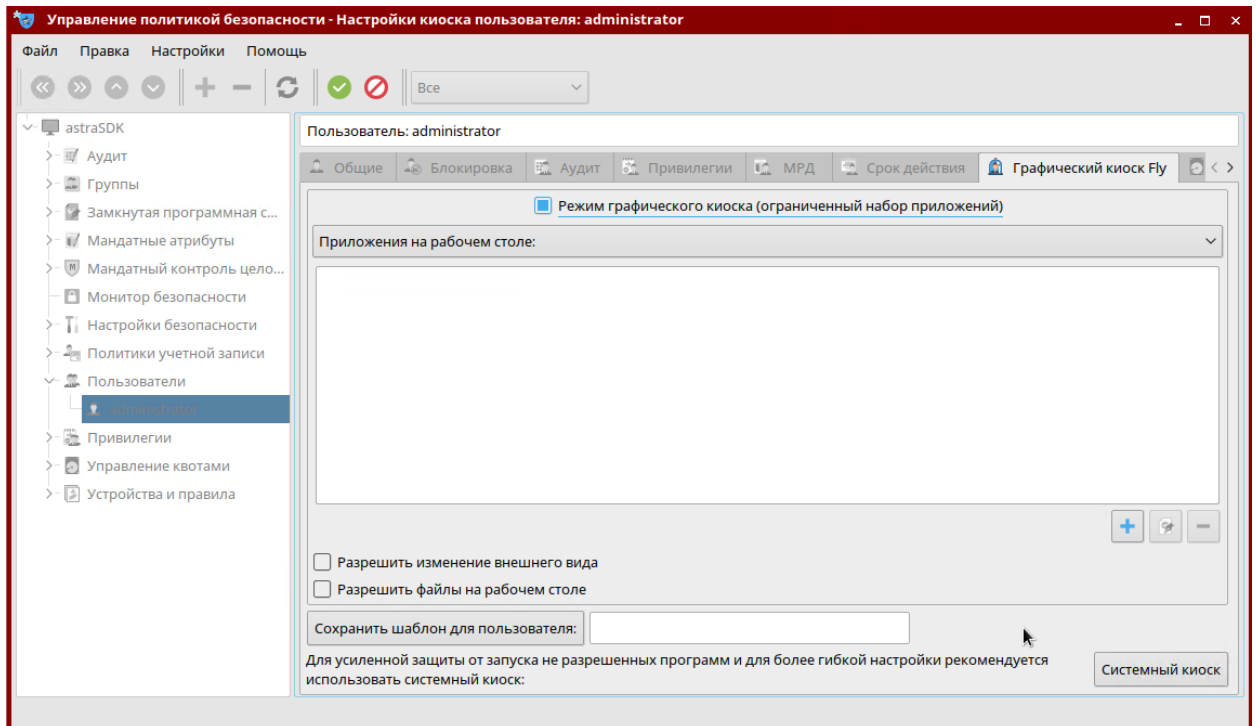 Управление политикой безопасности - Настройки киоска пользователя: administrator
Файл Правка Настройки Помощь
Все
astraSDK
Аудит
Группы
Замкнутая программная с...
Мандатные атрибуты
Мандатный контроль цело...
Монитор безопасности
Настройки безопасности
Политики учетной записи
Пользователи
administrator
Привилегии
Управление квотами
Устройства и правила
Пользователь: administrator
Общие Блокировка Аудит Привилегии МРД Срок действия Графический киоск Fly
Режим графического киоска (ограниченный набор приложений)
Приложения на рабочем столе:
Разрешить изменение внешнего вида
Разрешить файлы на рабочем столе
Сохранить шаблон для пользователя:
Для усиленной защиты от запуска не разрешенных программ и для более гибкой настройки рекомендуется
использовать системный киоск:
Системный киоск